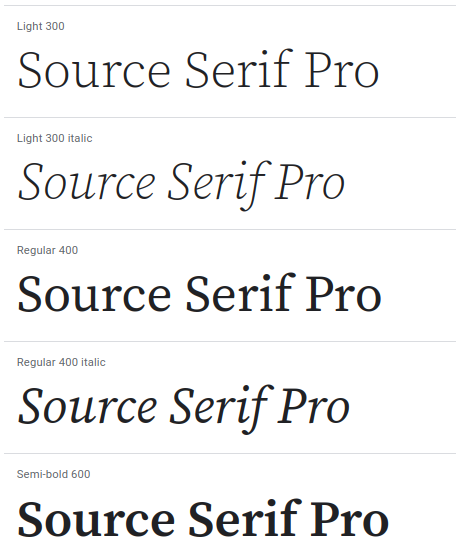 Light 300
Source Serif Pro
Light 300 italic
Source Serif Pro
Regular 400
Source Serif Pro
Regular 400 italic
Source Serif Pro
Semi-bold 600
Source Serif Pro